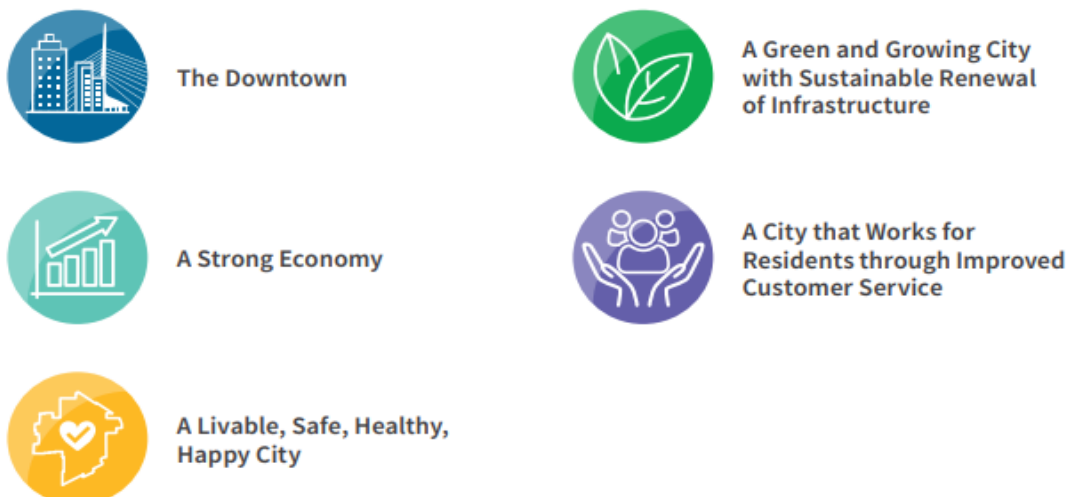 The Downtown
A Strong Economy
A Livable, Safe, Healthy,
Happy City
A Green and Growing City
with Sustainable Renewal
of Infrastructure
A City that Works for
Residents through Improved
Customer Service